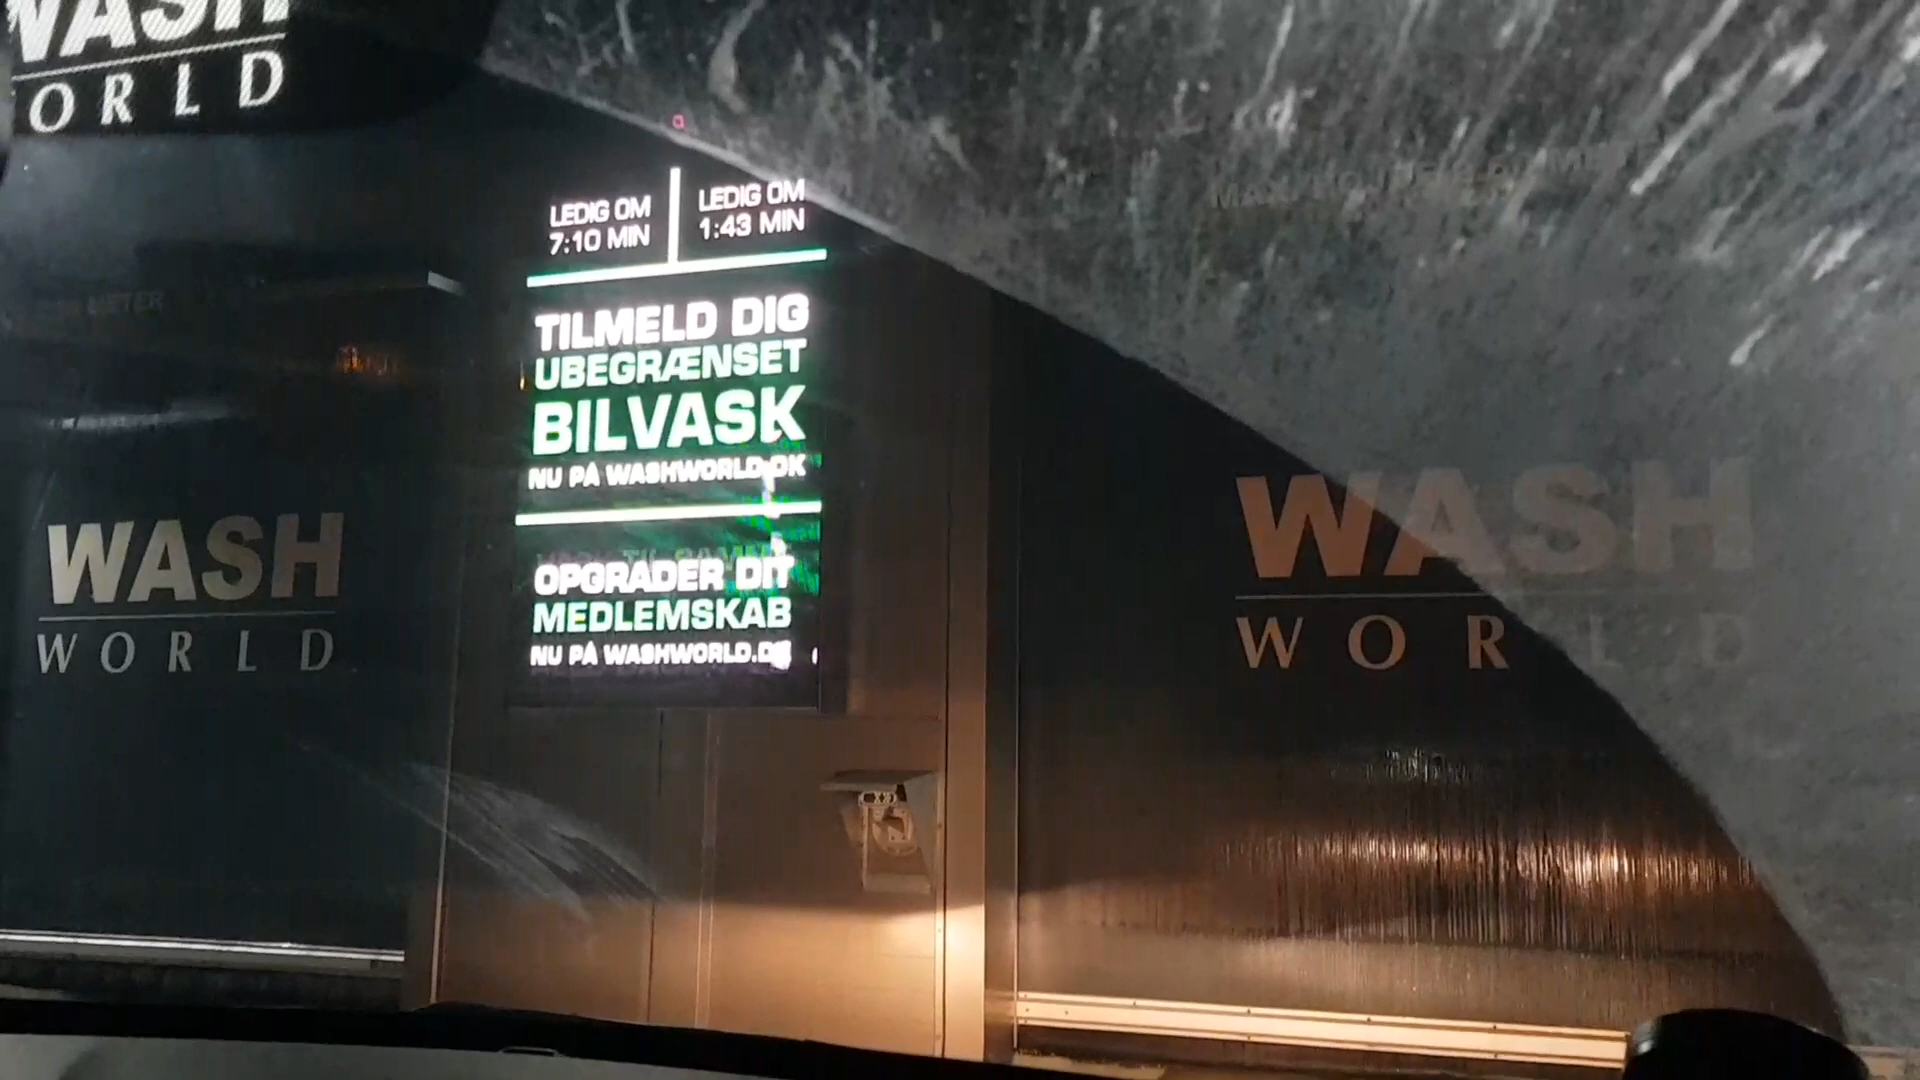 WASH
WORLD
LEDIG OM
7:10 MIN
LEDIG OM
1:43 MIN
TILMELD DIG
UBEGRÆNSET
BILVASK
NU PÅ WASHWORLD.DK
OPGRADER DIT
MEDLEMSKAB
NU PÅ WASHWORLD.DK
METER
WASH
WORLD
WASH
WORLD